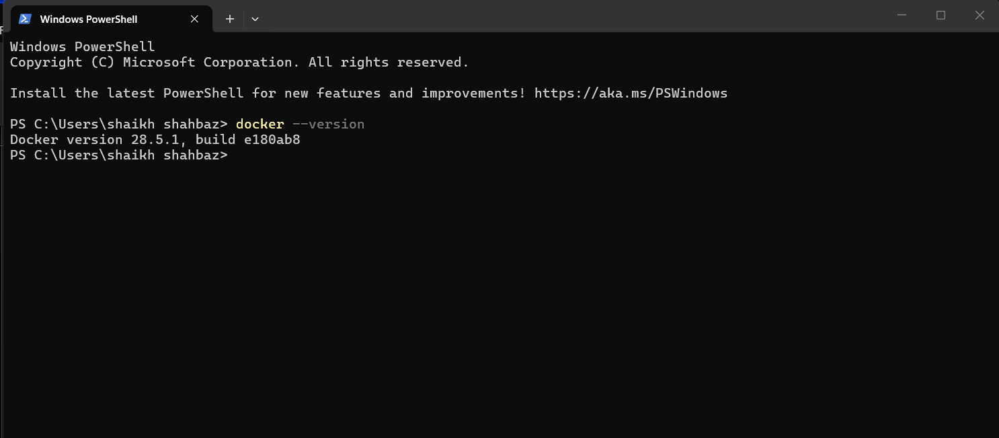 Windows PowerShell
Windows PowerShell
Copyright (C) Microsoft Corporation. All rights reserved.
Install the latest PowerShell for new features and improvements! https://aka.ms/PSWindows
PS C:\Users\shaikh shahbaz> docker --version
Docker version 28.5.1, build e180ab8
PS C:\Users\shaikh shahbaz>